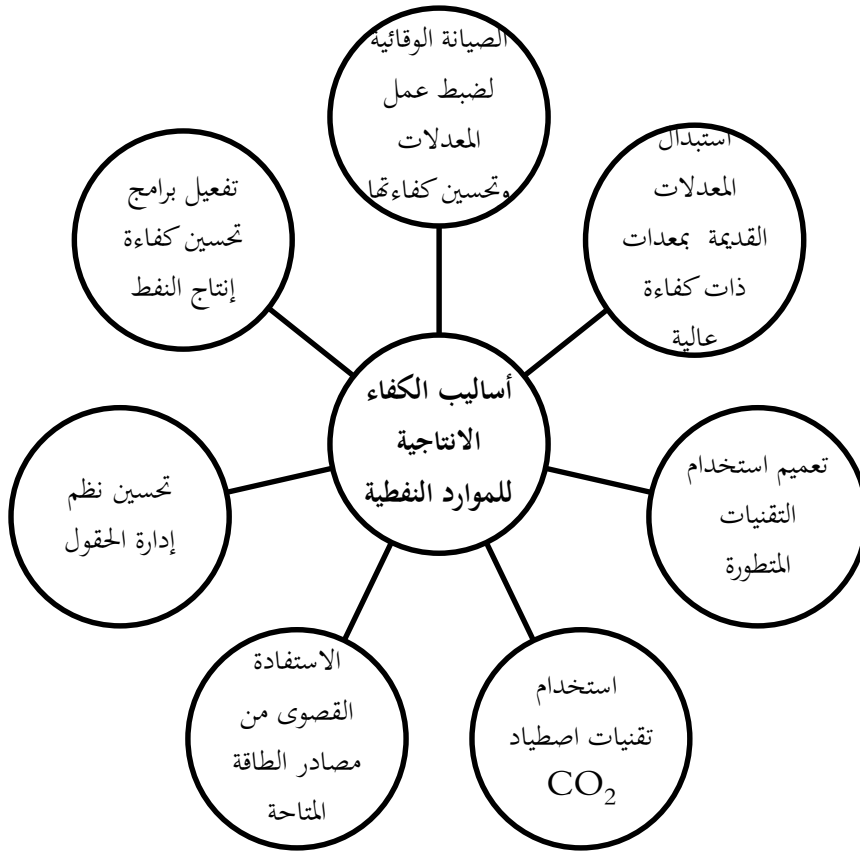 الصيانة الوقائية
لضبط عمل
المعدلات
وتحسين كفاءتها
استبدال
المعدلات
القديمة بمعدات
ذات كفاءة
عالية
تعميم استخدام
التقنيات
المتطورة
استخدام
تقنيات اصطياد
CO₂
الاستفادة
القصوى من
مصادر الطاقة
المتاحة
تحسين نظم
إدارة الحقول
تفعيل برامج
تحسين كفاءة
إنتاج النفط
أساليب الكفاء
الانتاجية
للموارد النفطية